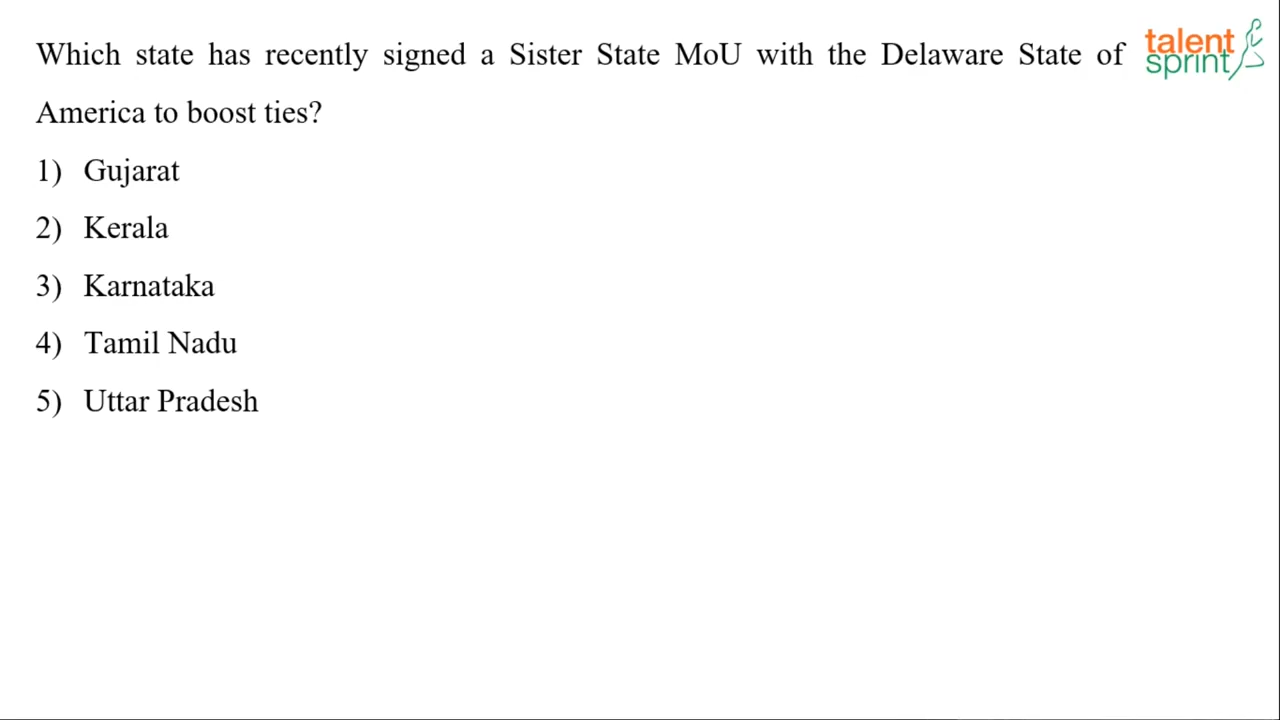 Which state has recently signed a Sister State MoU with the Delaware State of
America to boost ties?
1) Gujarat
2) Kerala
3) Karnataka
4) Tamil Nadu
5) Uttar Pradesh
talent
sprint